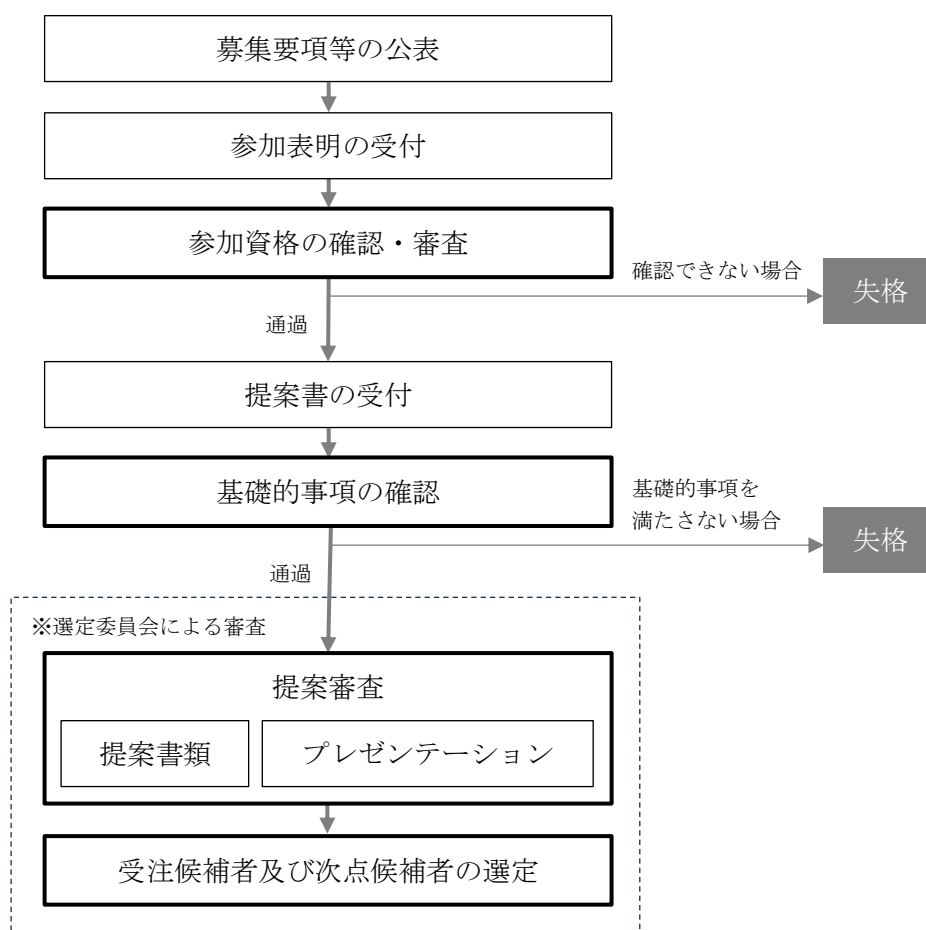 募集要項等の公表
参加表明の受付
参加資格の確認・審査
確認できない場合
失格
通過
提案書の受付
基礎的事項の確認
基礎的事項を
満たさない場合
失格
通過
※選定委員会による審査
提案審査
提案書類
プレゼンテーション
受注候補者及び次点候補者の選定